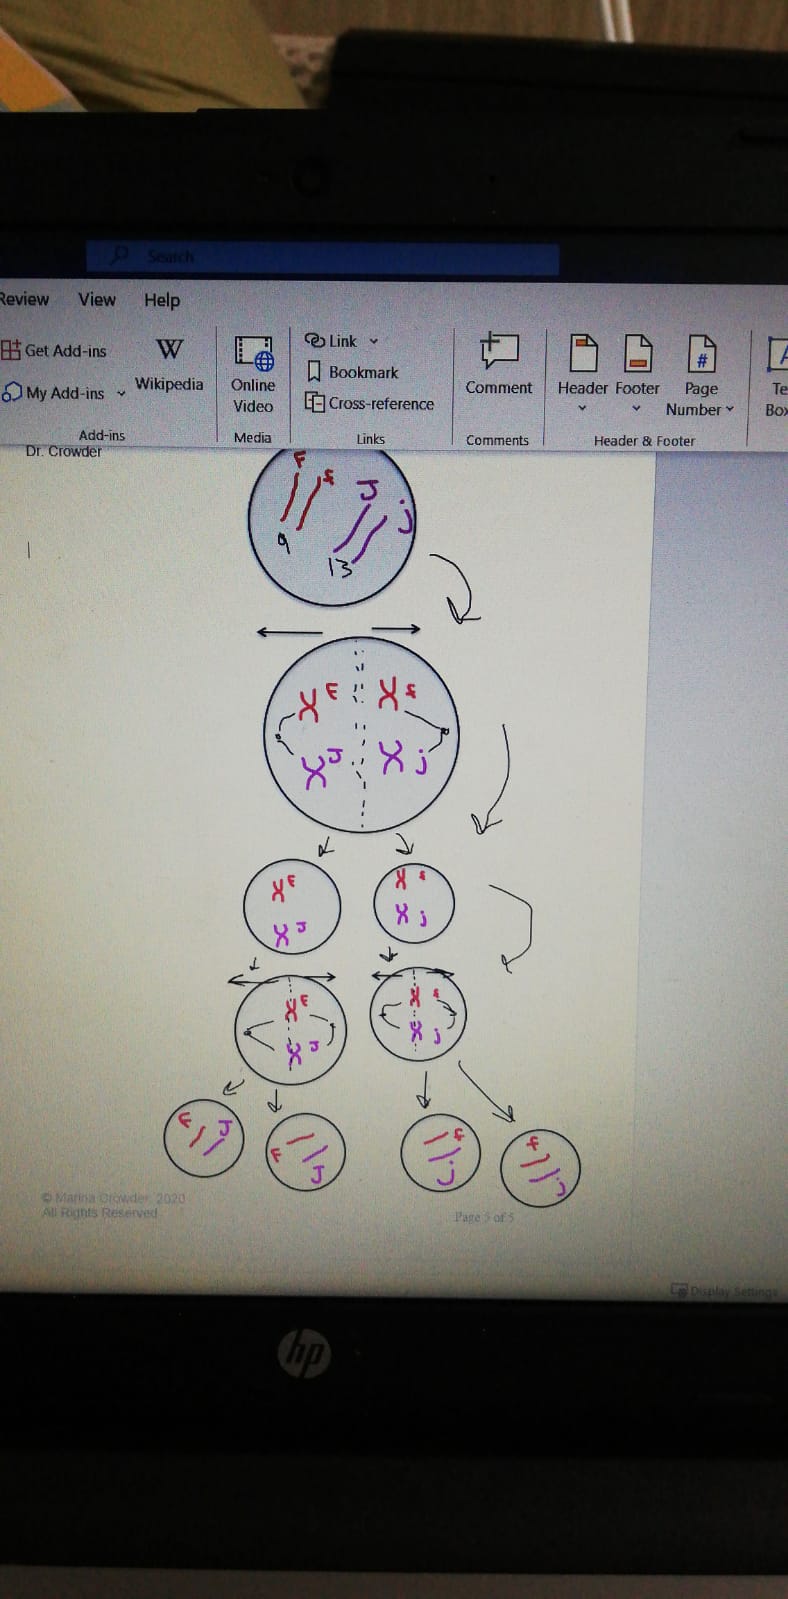 Search
Review View Help
Get Add-ins
My Add-ins
W
Wikipedia
Add-ins
Online
Video
Media
Link
Bookmark
Cross-reference
Links
Comment
Comments
Header Footer Page
Number
#
Header & Footer
A
Te
Box
Dr. Crowder
F f J j
9
13
X F X f
X J X j
X F X f
X J X j
X F X f
X J X j
F J F J f j f j
© Marina Crowder, 2020
All Rights Reserved
Page 5 of 5
Display Settings
hp